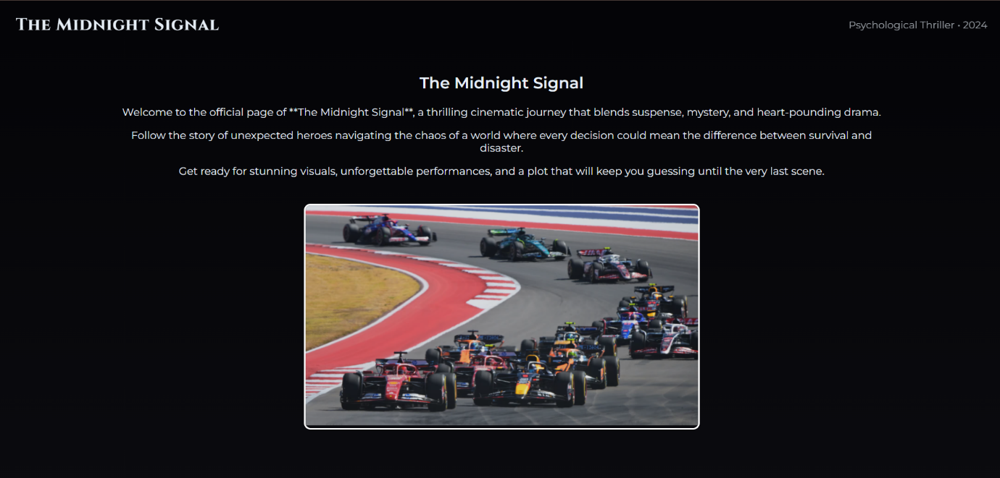 The Midnight Signal
Psychological Thriller • 2024
The Midnight Signal
Welcome to the official page of **The Midnight Signal**, a thrilling cinematic journey that blends suspense, mystery, and heart-pounding drama.
Follow the story of unexpected heroes navigating the chaos of a world where every decision could mean the difference between survival and
disaster.
Get ready for stunning visuals, unforgettable performances, and a plot that will keep you guessing until the very last scene.